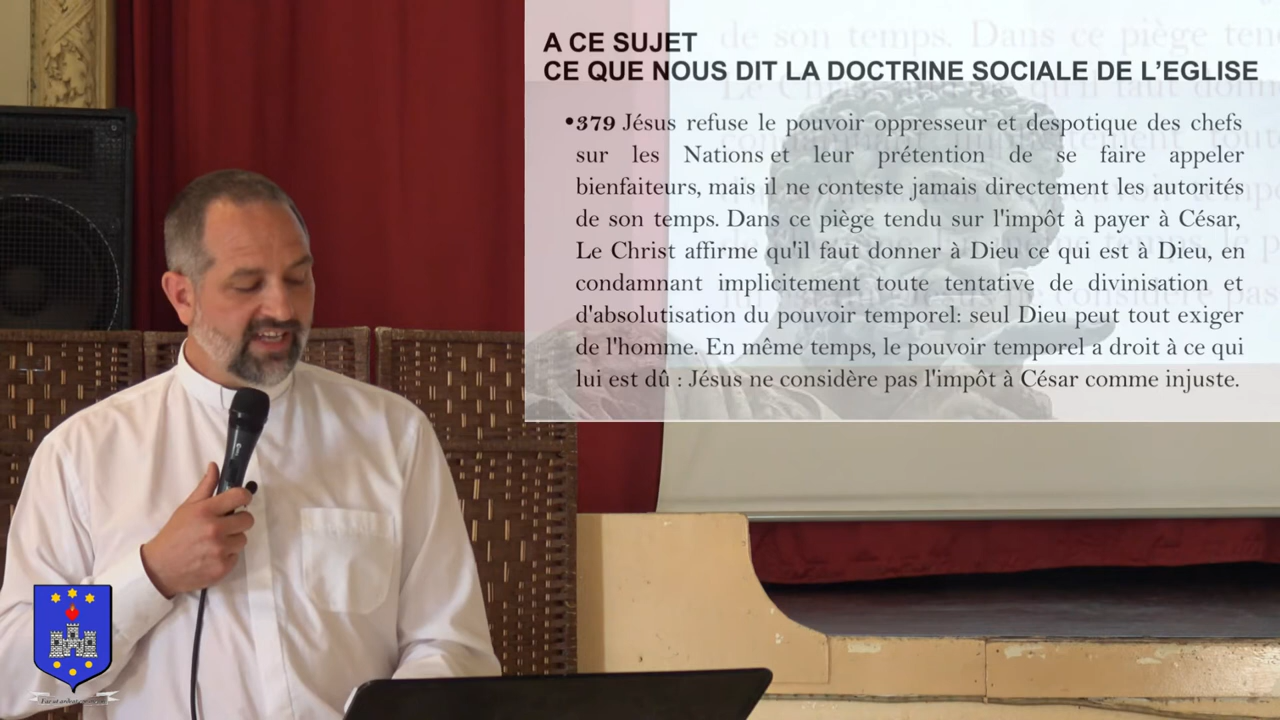 A CE SUJET
CE QUE NOUS DIT LA DOCTRINE SOCIALE DE L'EGLISE
•379 Jésus refuse le pouvoir oppresseur et despotique des chefs
sur les Nations et leur prétention de se faire appeler
bienfaiteurs, mais il ne conteste jamais directement les autorités
de son temps. Dans ce piège tendu sur l'impôt à payer à César,
Le Christ affirme qu'il faut donner à Dieu ce qui est à Dieu, en
condamnant implicitement toute tentative de divinisation et
d'absolutisation du pouvoir temporel: seul Dieu peut tout exiger
de l'homme. En même temps, le pouvoir temporel a droit à ce qui
lui est dû : Jésus ne considère pas l'impôt à César comme injuste.